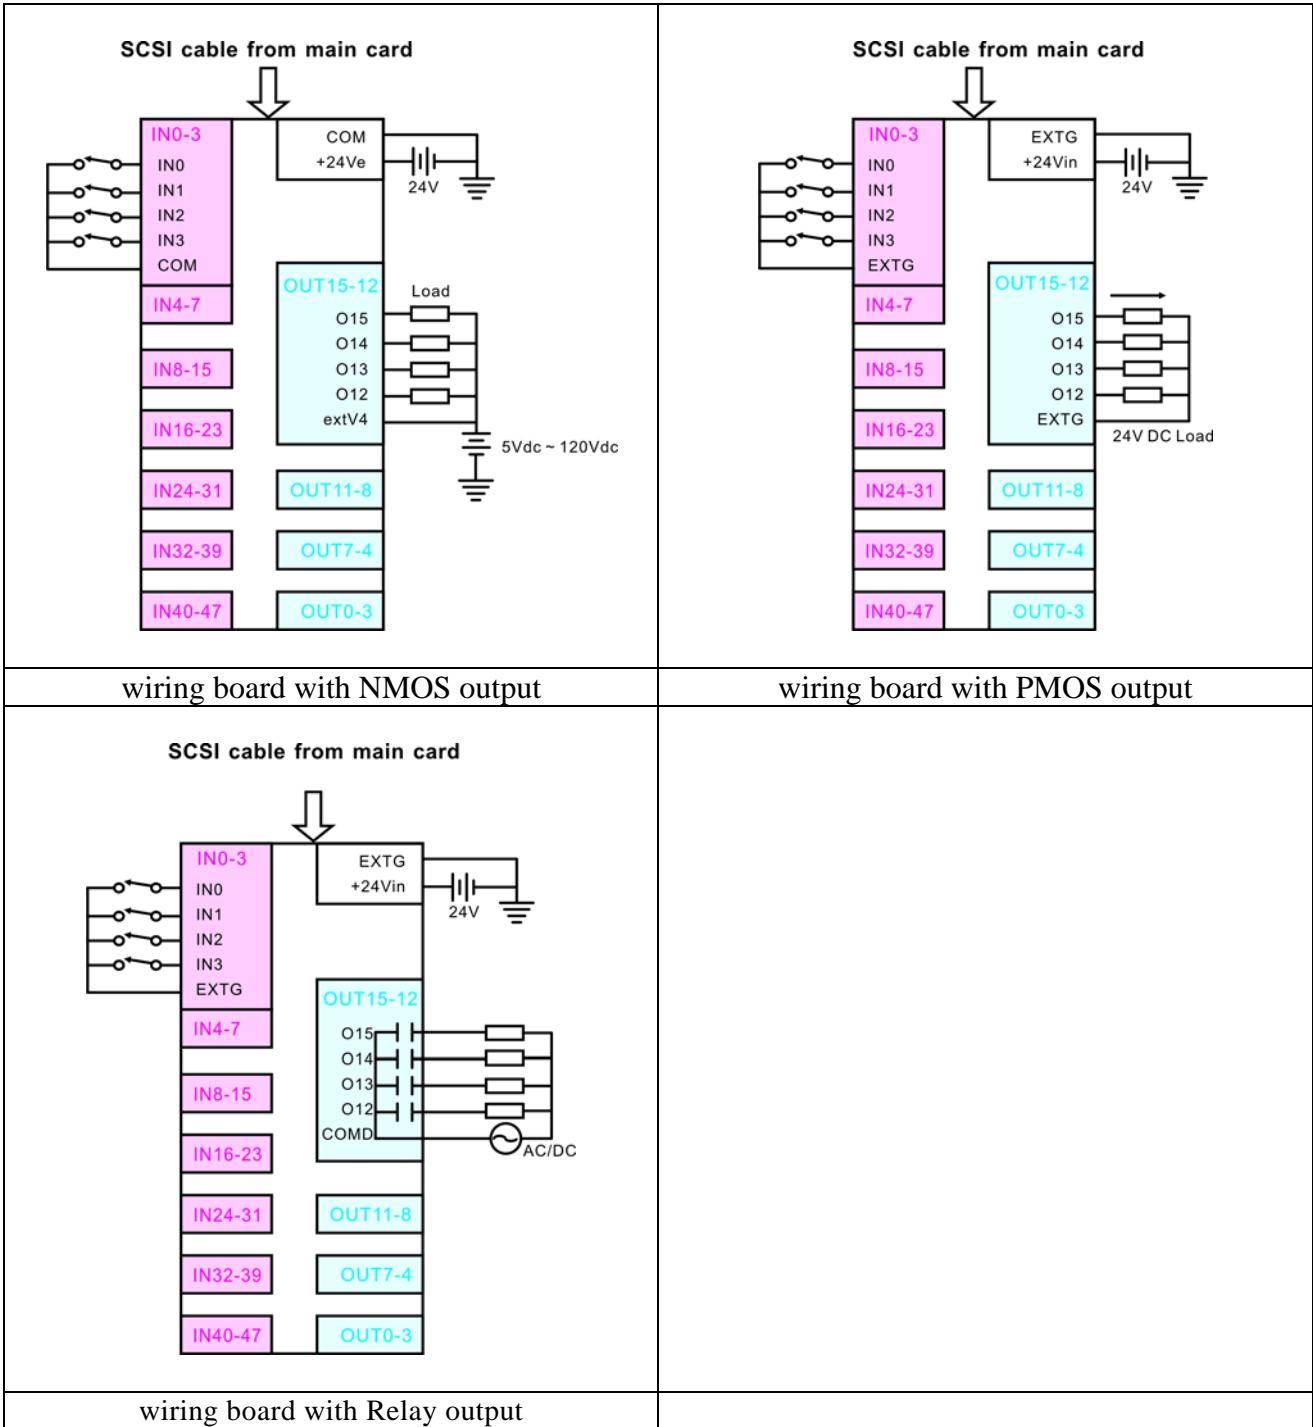 SCSI cable from main card
IN0-3
IN0
IN1
IN2
IN3
COM
IN4-7
IN8-15
IN16-23
IN24-31
IN32-39
IN40-47
COM
+24Ve
24V
OUT15-12
Load
O15
O14
O13
O12
extV4
5Vdc ~ 120Vdc
OUT11-8
OUT7-4
OUT0-3
wiring board with NMOS output
SCSI cable from main card
IN0-3
IN0
IN1
IN2
IN3
EXTG
IN4-7
IN8-15
IN16-23
IN24-31
IN32-39
IN40-47
EXTG
+24Vin
24V
OUT15-12
O15
O14
O13
O12
EXTG
24V DC Load
OUT11-8
OUT7-4
OUT0-3
wiring board with PMOS output
SCSI cable from main card
IN0-3
IN0
IN1
IN2
IN3
EXTG
IN4-7
IN8-15
IN16-23
IN24-31
IN32-39
IN40-47
EXTG
+24Vin
24V
OUT15-12
O15
O14
O13
O12
COMD
AC/DC
OUT11-8
OUT7-4
OUT0-3
wiring board with Relay output